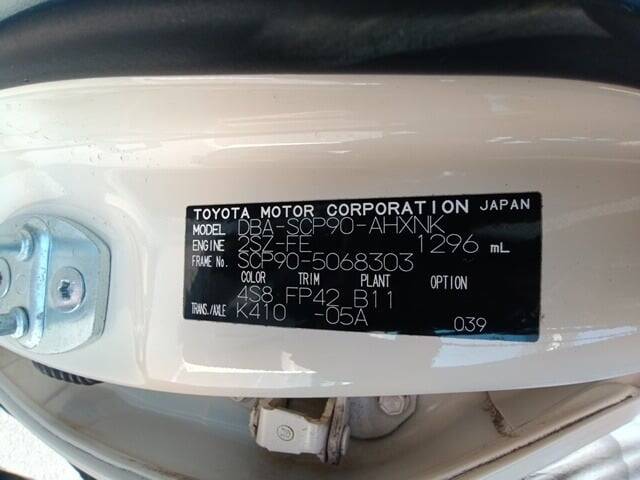 TOYOTA MOTOR CORPORATION JAPAN
MODEL DBA-SCP90-AHXNK
ENGINE 2SZ-FE 1296 mL
FRAME No. SCP90-5068303
COLOR TRIM PLANT OPTION
4S8 FP42 B11
TRANS./AXLE K410 -05A 039